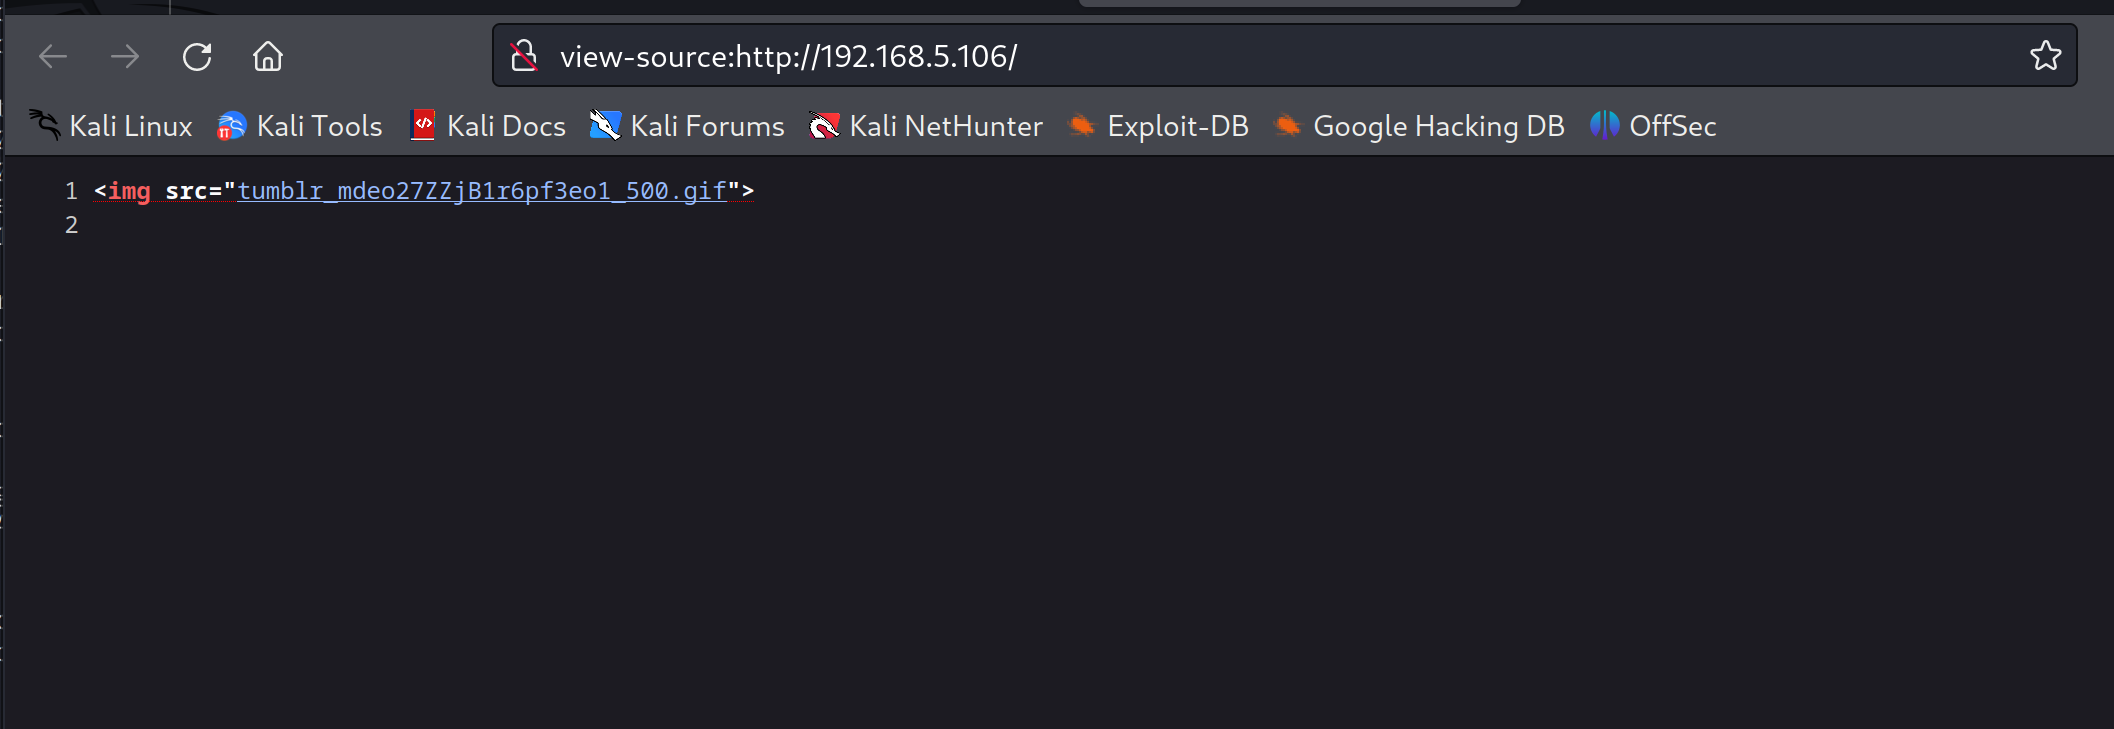 view-source:http://192.168.5.106/
Kali Linux Kali Tools Kali Docs Kali Forums Kali NetHunter Exploit-DB Google Hacking DB OffSec
1 <img src="tumblr_mdeo27ZZjB1r6pf3eo1_500.gif">
2